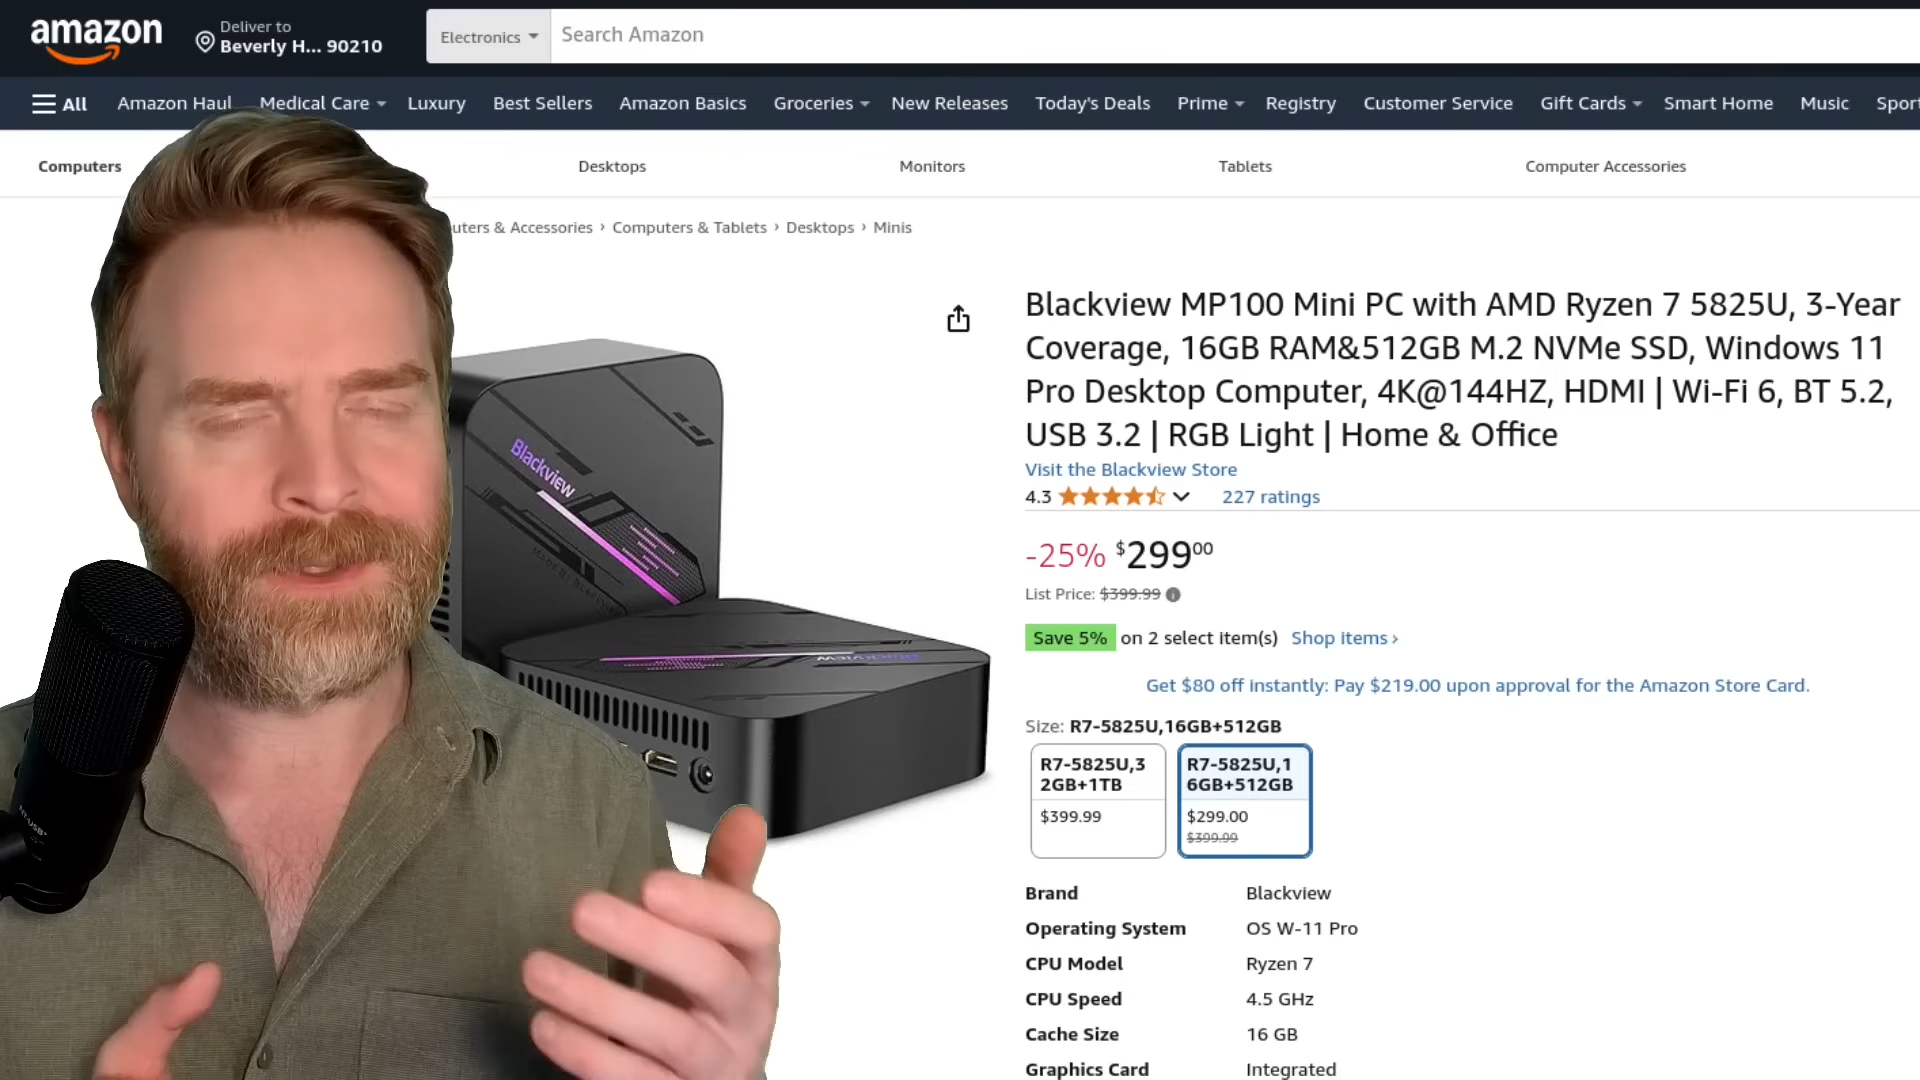 amazon
Deliver to
Beverly H... 90210
Electronics
Search Amazon
All
Amazon Haul
Medical Care
Luxury
Best Sellers
Amazon Basics
Groceries
New Releases
Today's Deals
Prime
Registry
Customer Service
Gift Cards
Smart Home
Music
Sport
Computers
Desktops
Monitors
Tablets
Computer Accessories
uters & Accessories › Computers & Tablets › Desktops › Minis
Blackview MP100 Mini PC with AMD Ryzen 7 5825U, 3-Year
Coverage, 16GB RAM&512GB M.2 NVMe SSD, Windows 11
Pro Desktop Computer, 4K@144HZ, HDMI | Wi-Fi 6, BT 5.2,
USB 3.2 | RGB Light | Home & Office
Visit the Blackview Store
4.3
227 ratings
-25% $29900
List Price: $399.99
Save 5% on 2 select item(s) Shop items ›
Get $80 off instantly: Pay $219.00 upon approval for the Amazon Store Card.
Size: R7-5825U,16GB+512GB
R7-5825U,3
2GB+1TB
$399.99
R7-5825U,1
6GB+512GB
$299.00
$399.99
Brand Blackview
Operating System OS W-11 Pro
CPU Model Ryzen 7
CPU Speed 4.5 GHz
Cache Size 16 GB
Graphics Card Integrated
Blackview
Blackview
NT-USB+